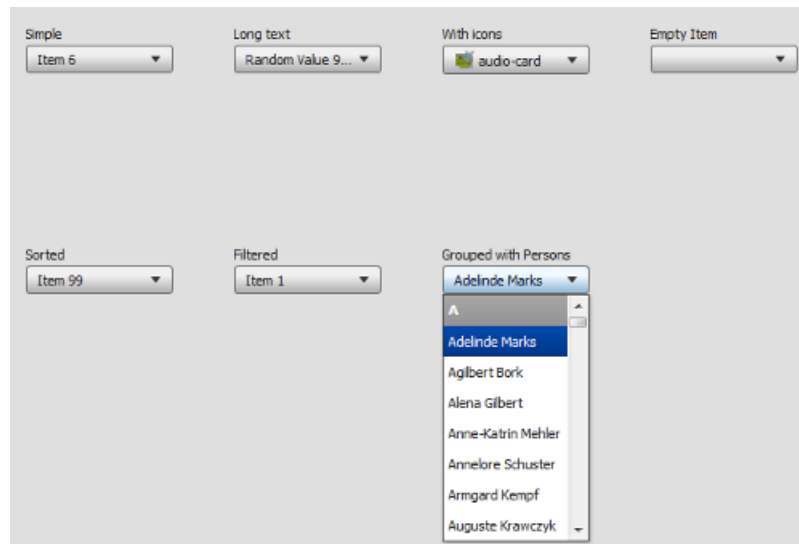 Simple
Long text
With icons
Empty Item
Item 6
Random Value 9...
audio-card
Sorted
Filtered
Grouped with Persons
Item 99
Item 1
Adelinde Marks
A
Adelinde Marks
Agilbert Bork
Alena Gilbert
Anne-Katrin Mehler
Annelore Schuster
Armgard Kempf
Auguste Krawczyk